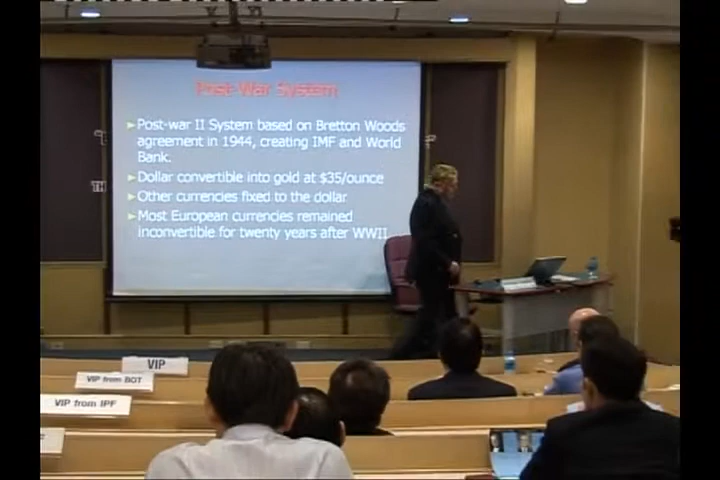 Post-War System
Post-war II System based on Bretton Woods
agreement in 1944, creating IMF and World
Bank.
Dollar convertible into gold at $35/ounce
Other currencies fixed to the dollar
Most European currencies remained
inconvertible for twenty years after WWII
TH
VIP
VIP from BOT
VIP from IPF